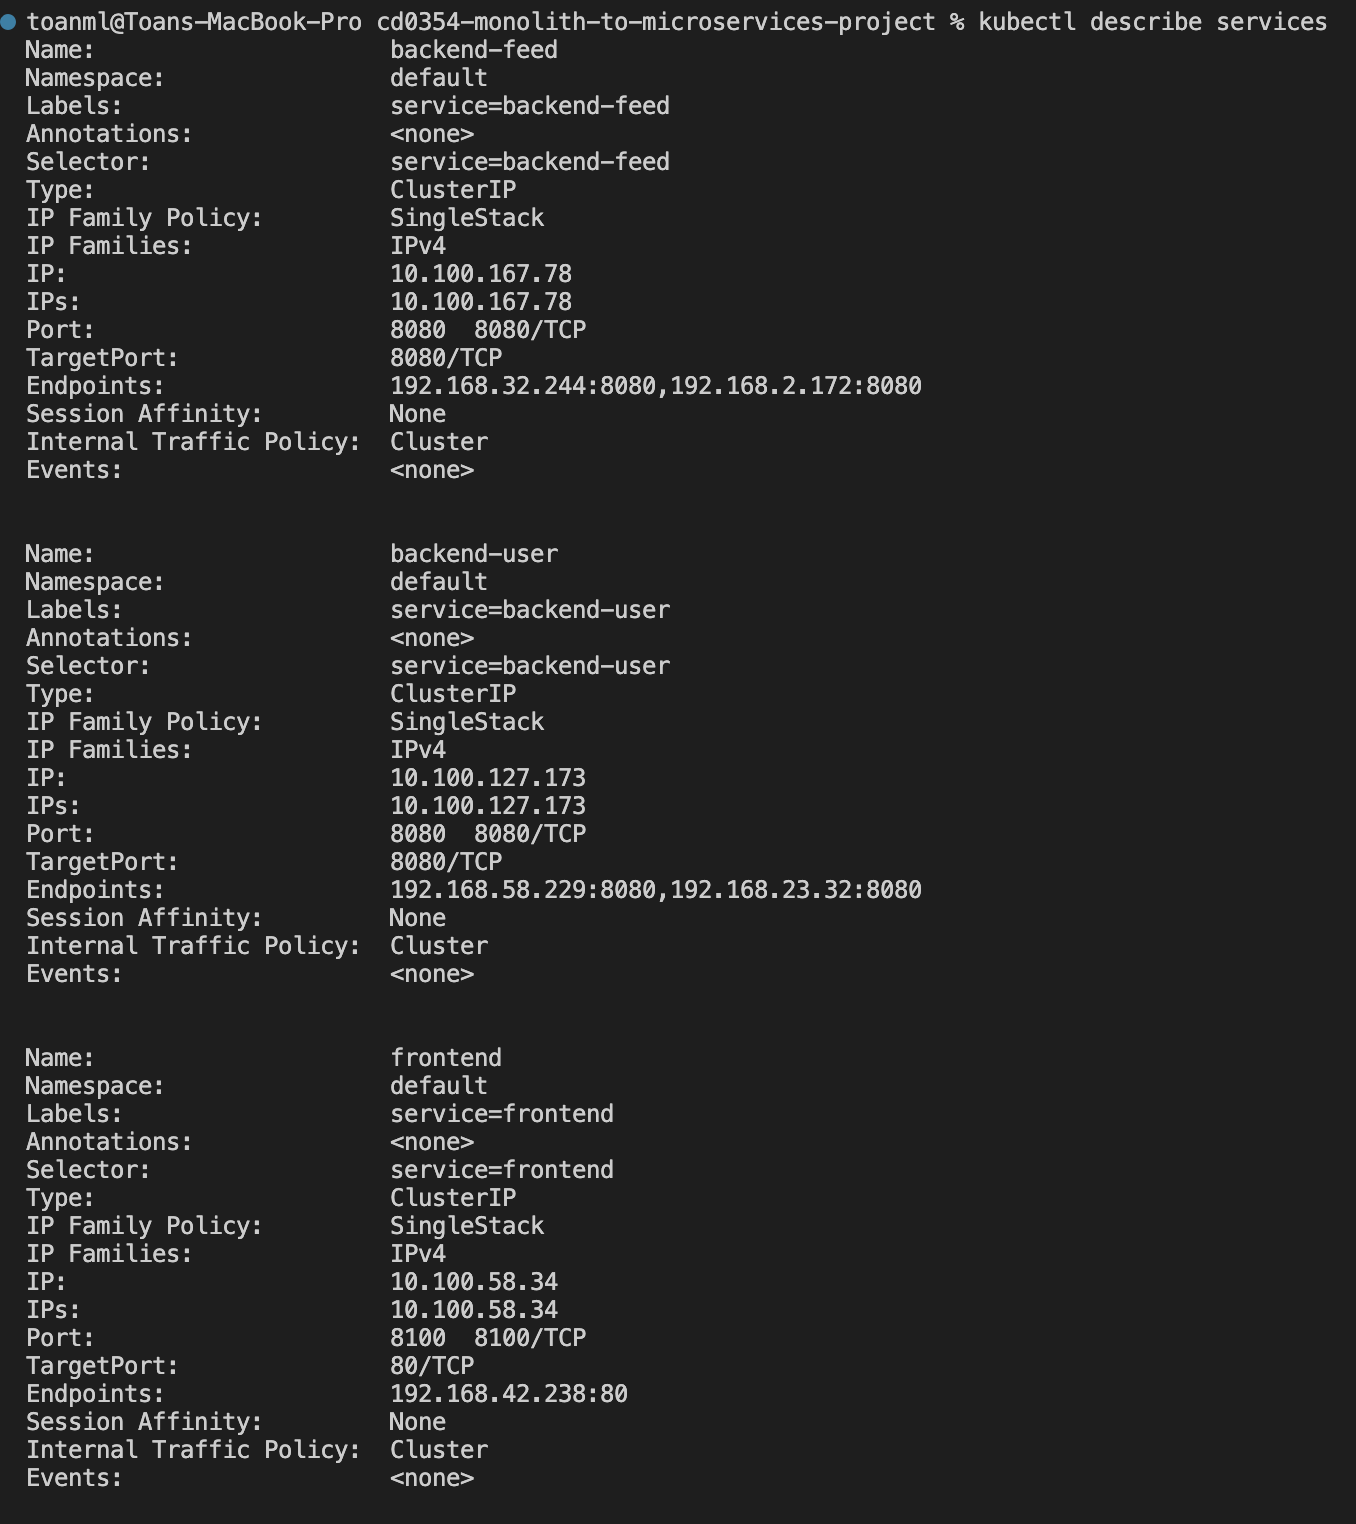 toanml@Toans-MacBook-Pro cd0354-monolith-to-microservices-project % kubectl describe services
Name:                     backend-feed
Namespace:                default
Labels:                   service=backend-feed
Annotations:              <none>
Selector:                 service=backend-feed
Type:                     ClusterIP
IP Family Policy:         SingleStack
IP Families:              IPv4
IP:                       10.100.167.78
IPs:                      10.100.167.78
Port:                     8080  8080/TCP
TargetPort:               8080/TCP
Endpoints:                192.168.32.244:8080,192.168.2.172:8080
Session Affinity:         None
Internal Traffic Policy:  Cluster
Events:                   <none>
Name:                     backend-user
Namespace:                default
Labels:                   service=backend-user
Annotations:              <none>
Selector:                 service=backend-user
Type:                     ClusterIP
IP Family Policy:         SingleStack
IP Families:              IPv4
IP:                       10.100.127.173
IPs:                      10.100.127.173
Port:                     8080  8080/TCP
TargetPort:               8080/TCP
Endpoints:                192.168.58.229:8080,192.168.23.32:8080
Session Affinity:         None
Internal Traffic Policy:  Cluster
Events:                   <none>
Name:                     frontend
Namespace:                default
Labels:                   service=frontend
Annotations:              <none>
Selector:                 service=frontend
Type:                     ClusterIP
IP Family Policy:         SingleStack
IP Families:              IPv4
IP:                       10.100.58.34
IPs:                      10.100.58.34
Port:                     8100  8100/TCP
TargetPort:               80/TCP
Endpoints:                192.168.42.238:80
Session Affinity:         None
Internal Traffic Policy:  Cluster
Events:                   <none>